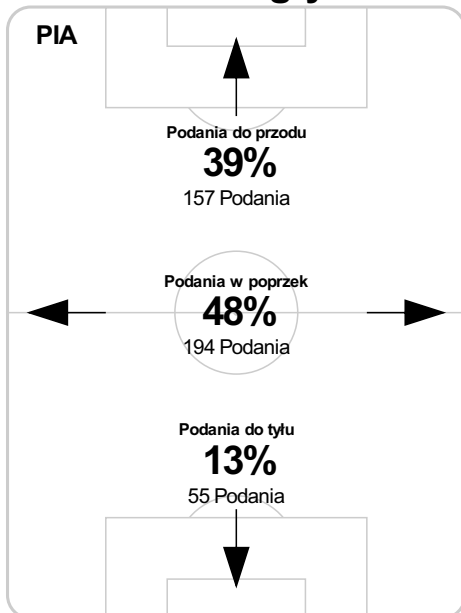 PIA
Podania do przodu
39%
157 Podania
Podania w poprzek
48%
194 Podania
Podania do tyłu
13%
55 Podania